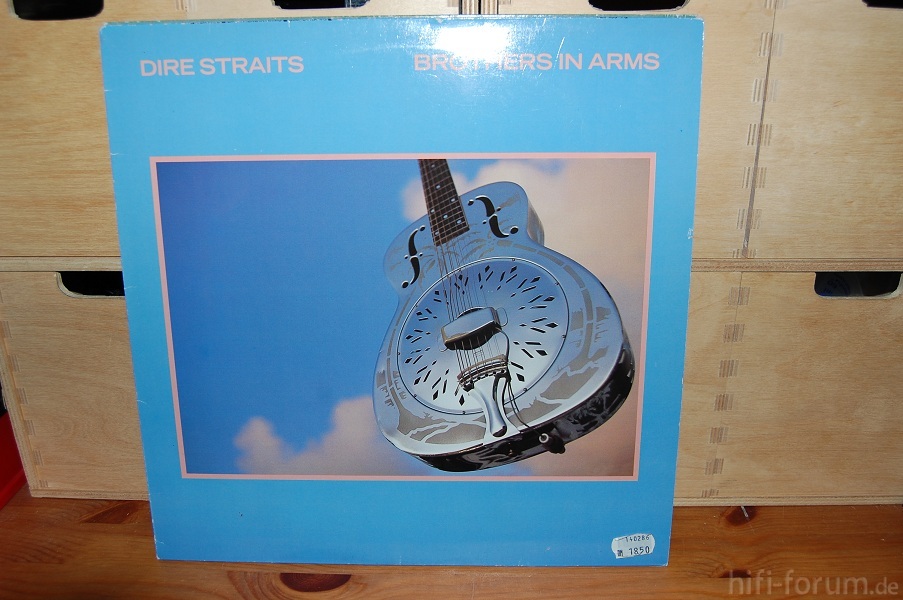 DIRE STRAITS
BROTHERS IN ARMS
140286
1850
hifi-forum.de